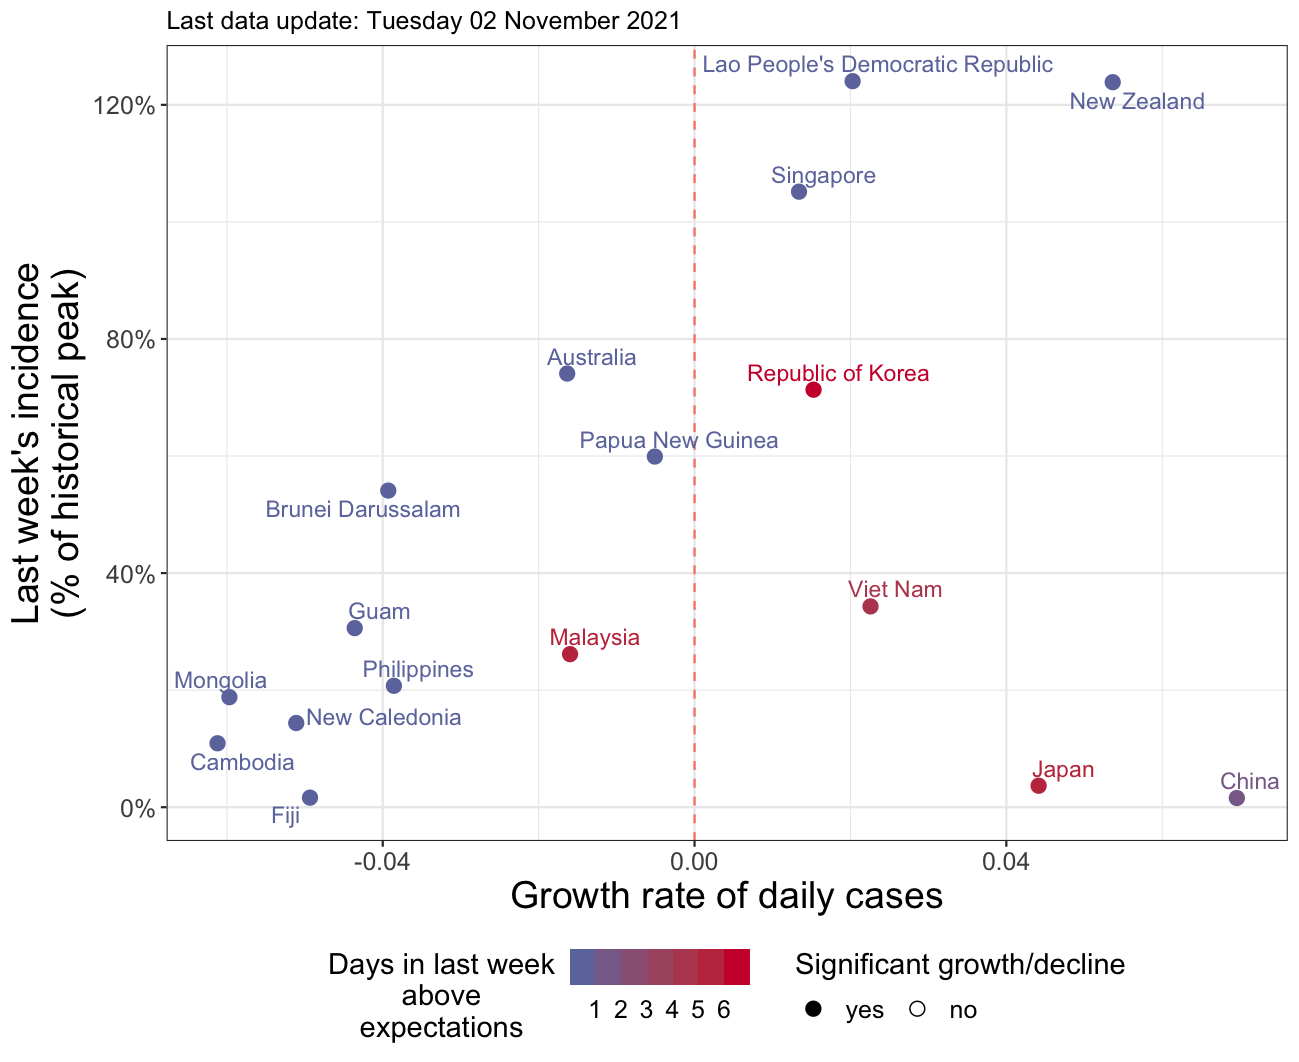 Last data update: Tuesday 02 November 2021
Last week's incidence
(% of historical peak)
120%
80%
40%
0%
Lao People's Democratic Republic
New Zealand
Singapore
Australia
Republic of Korea
Papua New Guinea
Brunei Darussalam
Viet Nam
Guam
Malaysia
Philippines
Mongolia
New Caledonia
Cambodia
Japan
China
Fiji
-0.04 0.00 0.04
Growth rate of daily cases
Days in last week
above
expectations
1 2 3 4 5 6
Significant growth/decline
yes no